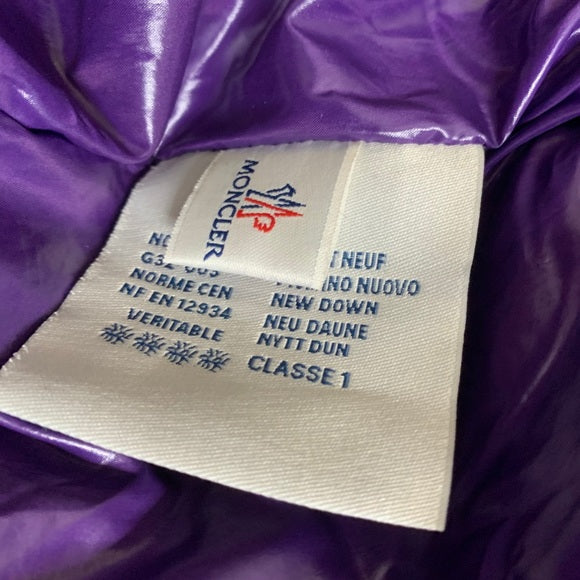 MONCLER
NEUF
NUOVO
NORME CEN
NEW DOWN
NF EN 12934
NEU DAUNE
VERITABLE
NYTT DUN
CLASSE 1